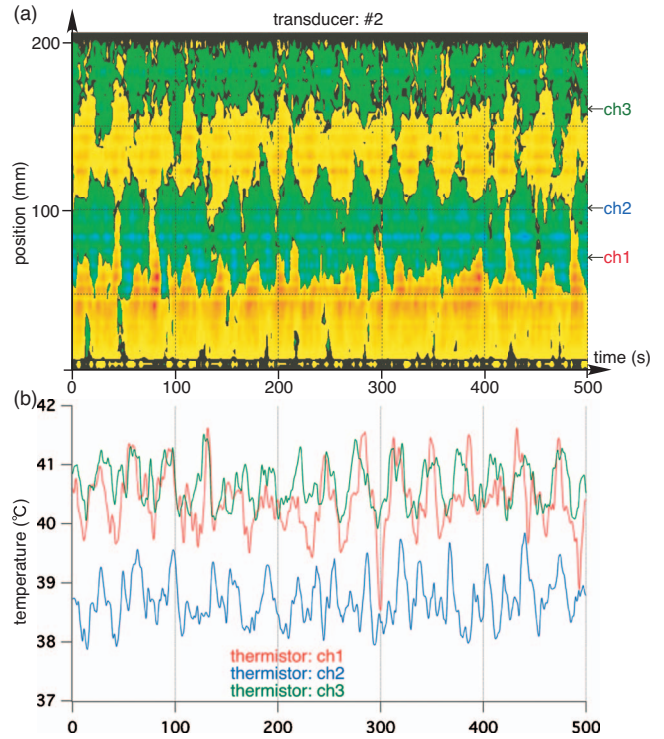 (a)
transducer: #2
200
100
position (mm)
ch3
ch2
ch1
time (s)
0 100 200 300 400 500
(b)
42
41
40
39
38
37
temperature (℃)
thermistor: ch1
thermistor: ch2
thermistor: ch3
0 100 200 300 400 500